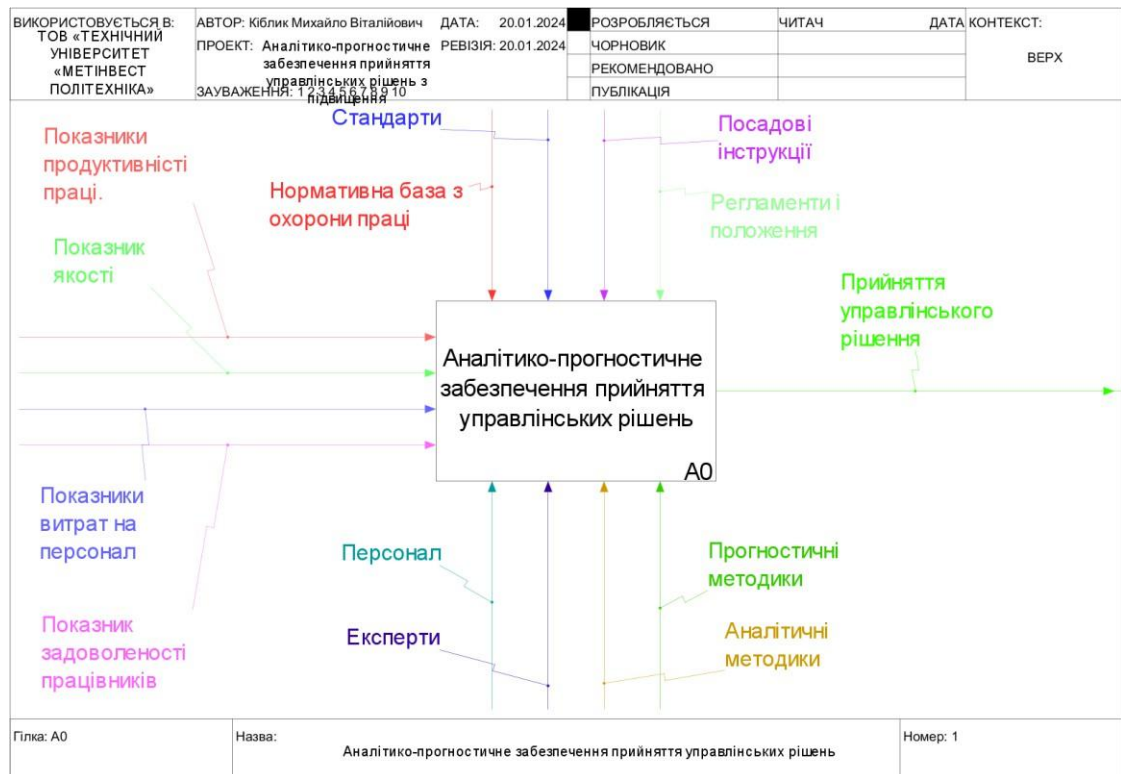 ВИКОРИСТОВУЄТЬСЯ В:
ТОВ «ТЕХНІЧНИЙ
УНІВЕРСИТЕТ
«МЕТІНВЕСТ
ПОЛІТЕХНІКА»
АВТОР: Кіблик Михайло Віталійович
ДАТА: 20.01.2024
ПРОЕКТ: Аналітико-прогностичне
забезпечення прийняття
управлінських рішень з
підвищення
РЕВІЗІЯ: 20.01.2024
ЗАУВАЖЕННЯ: 1 2 3 4 5 6 7 8 9 10
РОЗРОБЛЯЄТЬСЯ
ЧОРНОВИК
РЕКОМЕНДОВАНО
ПУБЛІКАЦІЯ
ЧИТАЧ
ДАТА
КОНТЕКСТ:
ВЕРХ
Показники
продуктивності
праці.
Стандарти
Посадові
інструкції
Нормативна база з
охорони праці
Регламенти і
положення
Показник
якості
Прийняття
управлінського
рішення
Аналітико-прогностичне
забезпечення прийняття
управлінських рішень
A0
Показники
витрат на
персонал
Персонал
Прогностичні
методики
Показник
задоволеності
працівників
Експерти
Аналітичні
методики
Гілка: A0
Назва:
Аналітико-прогностичне забезпечення прийняття управлінських рішень
Номер: 1